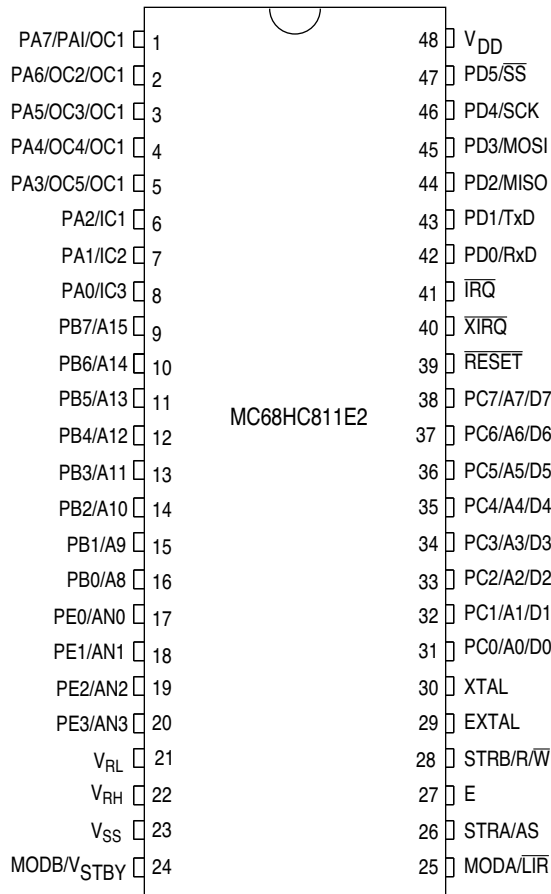 PA7/PAI/OC1 1 48 VDD
PA6/OC2/OC1 2 47 PD5/S̅S̅
PA5/OC3/OC1 3 46 PD4/SCK
PA4/OC4/OC1 4 45 PD3/MOSI
PA3/OC5/OC1 5 44 PD2/MISO
PA2/IC1 6 43 PD1/TxD
PA1/IC2 7 42 PD0/RxD
PA0/IC3 8 41 I̅R̅Q̅
PB7/A15 9 40 X̅I̅R̅Q̅
PB6/A14 10 39 R̅E̅S̅E̅T̅
PB5/A13 11 38 PC7/A7/D7
MC68HC811E2
PB4/A12 12 37 PC6/A6/D6
PB3/A11 13 36 PC5/A5/D5
PB2/A10 14 35 PC4/A4/D4
PB1/A9 15 34 PC3/A3/D3
PB0/A8 16 33 PC2/A2/D2
PE0/AN0 17 32 PC1/A1/D1
PE1/AN1 18 31 PC0/A0/D0
PE2/AN2 19 30 XTAL
PE3/AN3 20 29 EXTAL
VRL 21 28 STRB/R/W̅
VRH 22 27 E
VSS 23 26 STRA/AS
MODB/VSTBY 24 25 MODA/L̅I̅R̅